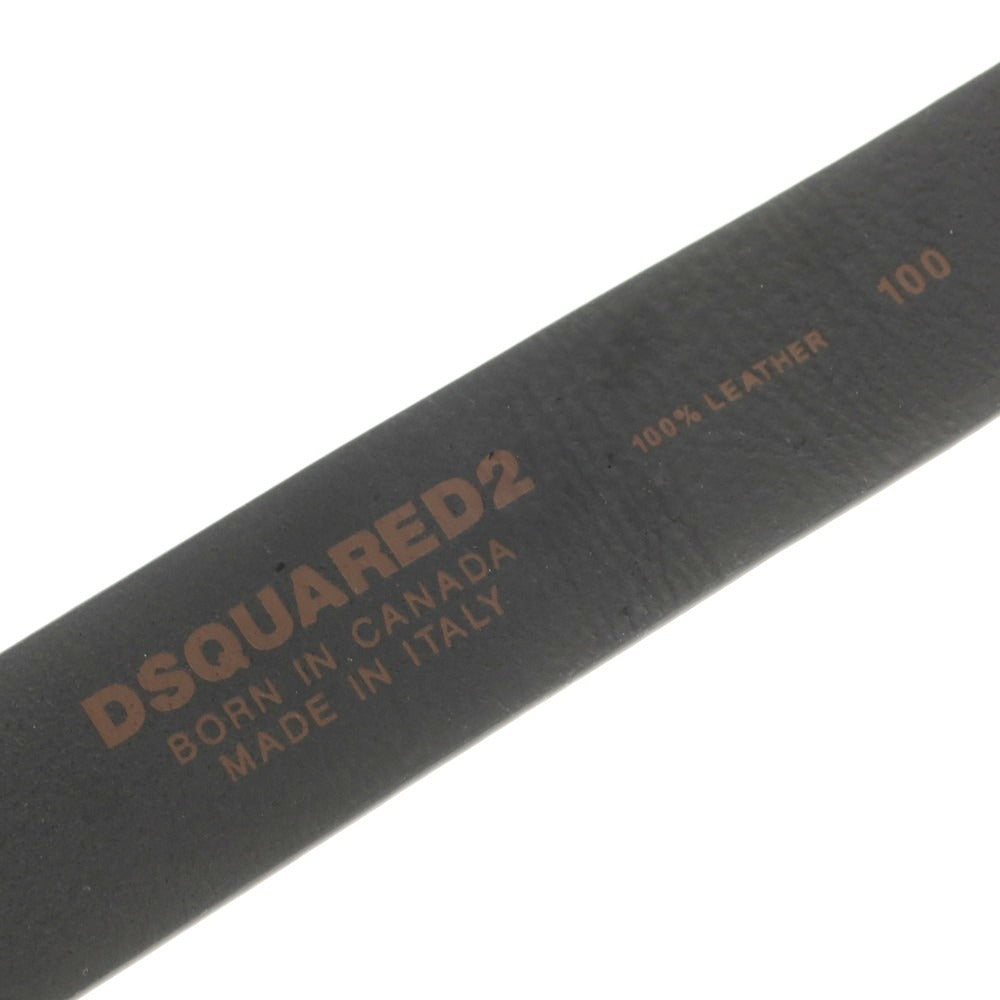 DSQUARED2
BORN IN CANADA
MADE IN ITALY
100% LEATHER
100